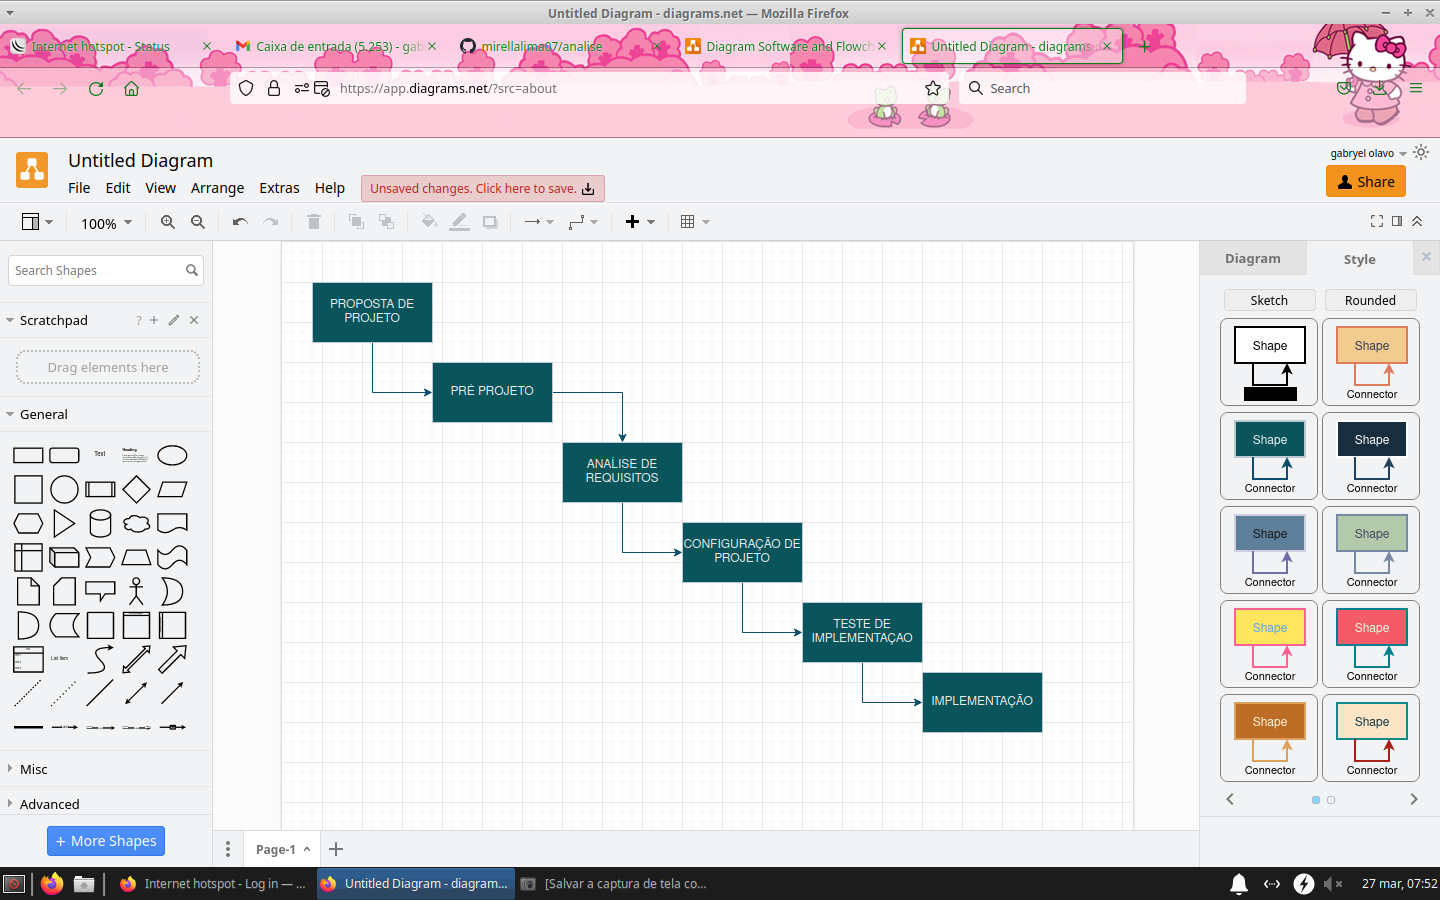 Untitled Diagram - diagrams.net — Mozilla Firefox
Internet hotspot - Status
Caixa de entrada (5.253) - gab
mirellalima07/analise
Diagram Software and Flowch
Untitled Diagram - diagrams
https://app.diagrams.net/?src=about
Search
Untitled Diagram
gabryel olavo
File Edit View Arrange Extras Help
Unsaved changes. Click here to save.
Share
100%
Search Shapes
Scratchpad
?
Drag elements here
General
Text
Heading
List Item
Misc
Advanced
+ More Shapes
PROPOSTA DE
PROJETO
PRÉ PROJETO
ANALISE DE
REQUISITOS
CONFIGURAÇÃO DE
PROJETO
TESTE DE
IMPLEMENTAÇAO
IMPLEMENTAÇÃO
Diagram
Style
Sketch
Rounded
Shape
Shape
Connector
Shape
Shape
Connector
Connector
Shape
Shape
Connector
Connector
Shape
Shape
Connector
Connector
Shape
Shape
Connector
Connector
Page-1
Internet hotspot - Log in — ...
Untitled Diagram - diagram...
[Salvar a captura de tela co...
27 mar, 07:52